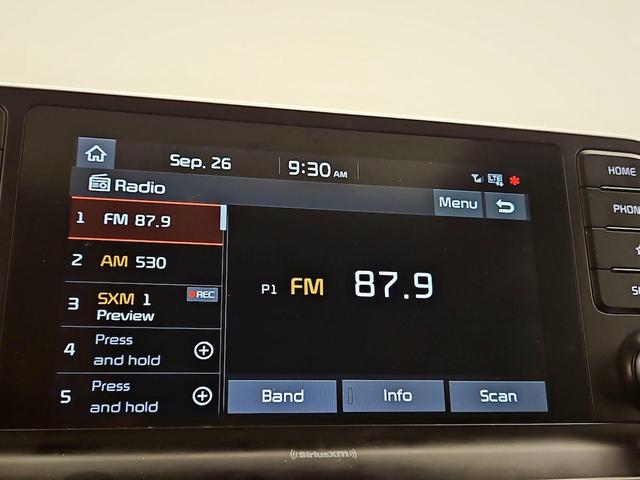 Sep. 26
9:30 AM
LTE
Radio
Menu
1 FM 87.9
2 AM 530
3 SXM 1 REC
Preview
4 Press
and hold
5 Press
and hold
P1 FM 87.9
Band
Info
Scan
HOME
((SiriusXM))